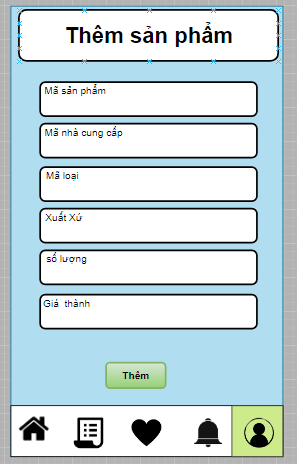 Thêm sản phẩm
Mã sản phẩm
Mã nhà cung cấp
Mã loại
Xuất Xứ
số lượng
Giá thành
Thêm